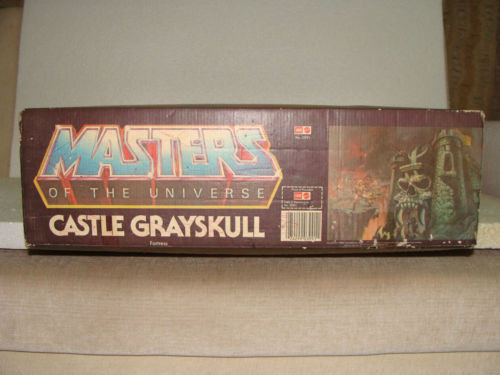 MASTERS
OF THE UNIVERSE
CASTLE GRAYSKULL
Fortress